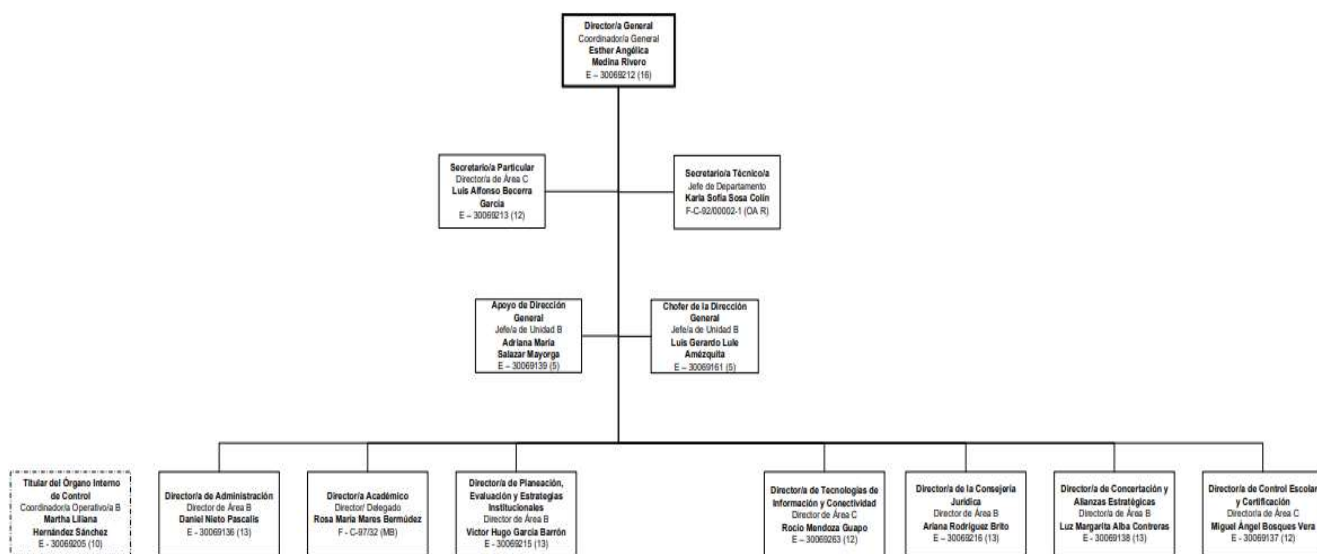 Director/a General
Coordinador/a General
Esther Angélica
Medina Rivero
E – 30069212 (16)
Secretario/a Particular
Director/a de Área C
Luis Alfonso Becerra
García
E – 30069213 (12)
Secretario/a Técnico/a
Jefe de Departamento
Karla Sofía Sosa Colín
F-C-92/00002-1 (OA R)
Apoyo de Dirección
General
Jefe/a de Unidad B
Adriana María
Salazar Mayorga
E – 30069139 (5)
Chofer de la Dirección
General
Jefe/a de Unidad B
Luis Gerardo Lule
Amézquita
E – 30069161 (5)
Titular del Órgano Interno
de Control
Coordinador/a Operativo/a B
Martha Liliana
Hernández Sánchez
E - 30069205 (10)
Director/a de Administración
Director de Área B
Daniel Nieto Pascalis
E - 30069136 (13)
Director/a Académico
Director/ Delegado
Rosa María Mares Bermúdez
F - C-97/32 (MB)
Director/a de Planeación,
Evaluación y Estrategias
Institucionales
Director de Área B
Víctor Hugo García Barrón
E - 30069215 (13)
Director/a de Tecnologías de
Información y Conectividad
Director de Área C
Rocío Mendoza Guapo
E – 30069263 (12)
Director/a de la Consejería
Jurídica
Director de Área B
Ariana Rodríguez Brito
E – 30069216 (13)
Director/a de Concertación y
Alianzas Estratégicas
Director/a de Área B
Luz Margarita Alba Contreras
E - 30069138 (13)
Director/a de Control Escolar
y Certificación
Director/a de Área C
Miguel Ángel Bosques Vera
E -30069137 (12)